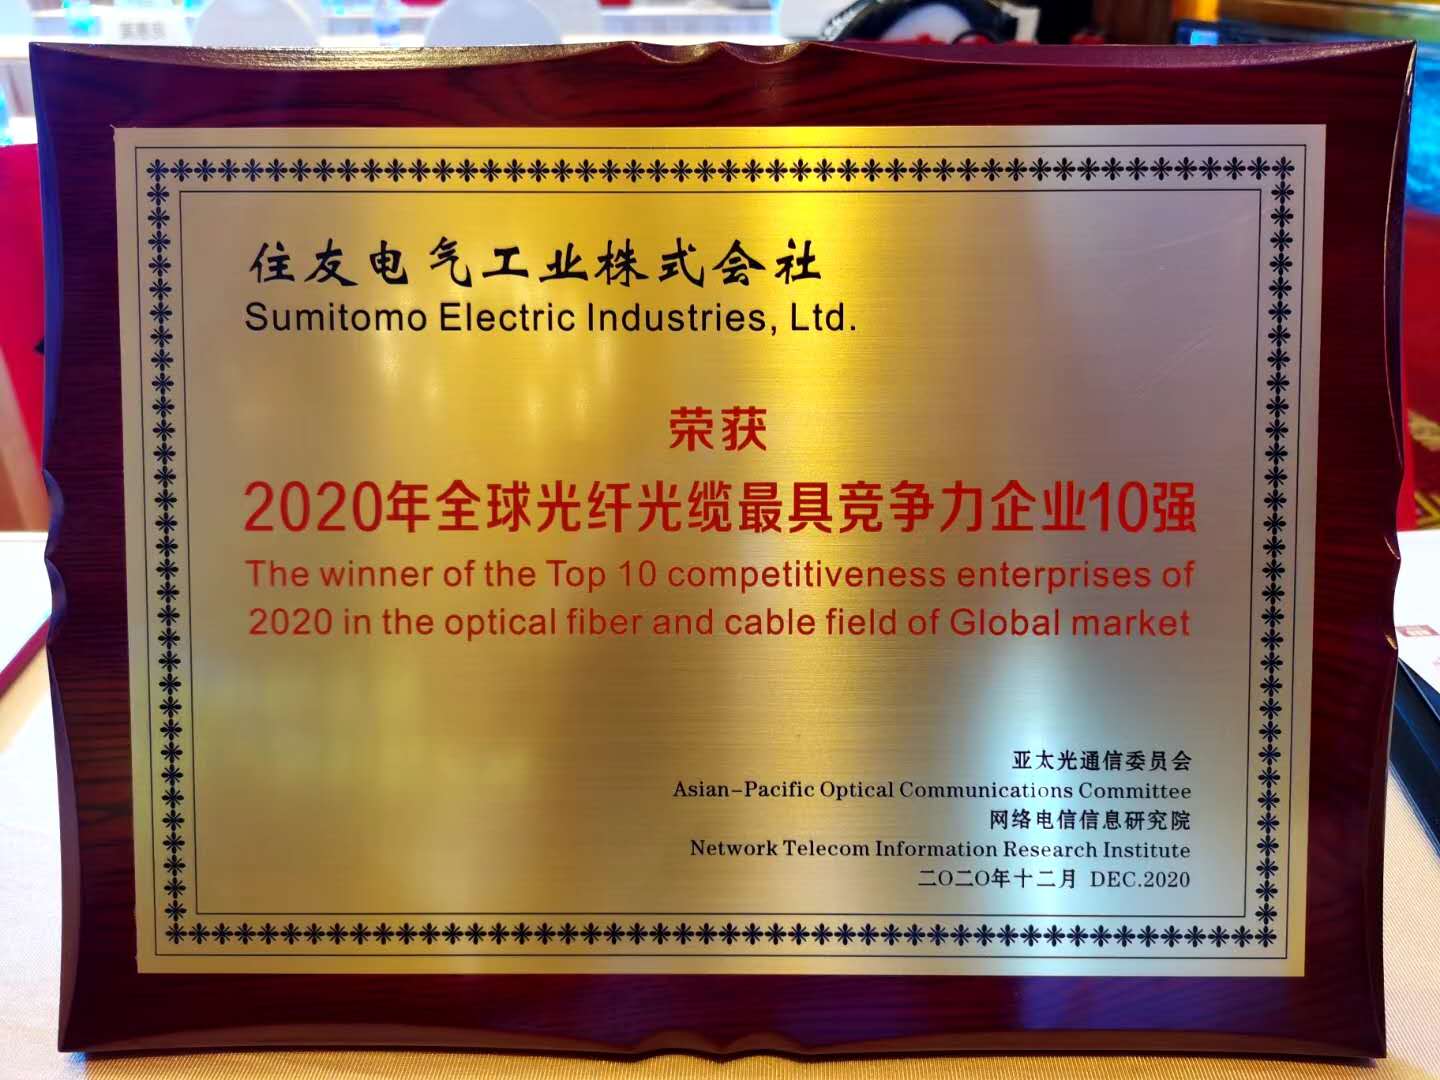 住友电气工业株式会社
Sumitomo Electric Industries, Ltd.
荣获
2020年全球光纤光缆最具竞争力企业10强
The winner of the Top 10 competitiveness enterprises of
2020 in the optical fiber and cable field of Global market
亚太光通信委员会
Asian-Pacific Optical Communications Committee
网络电信信息研究院
Network Telecom Information Research Institute
二〇二〇年十二月 DEC.2020